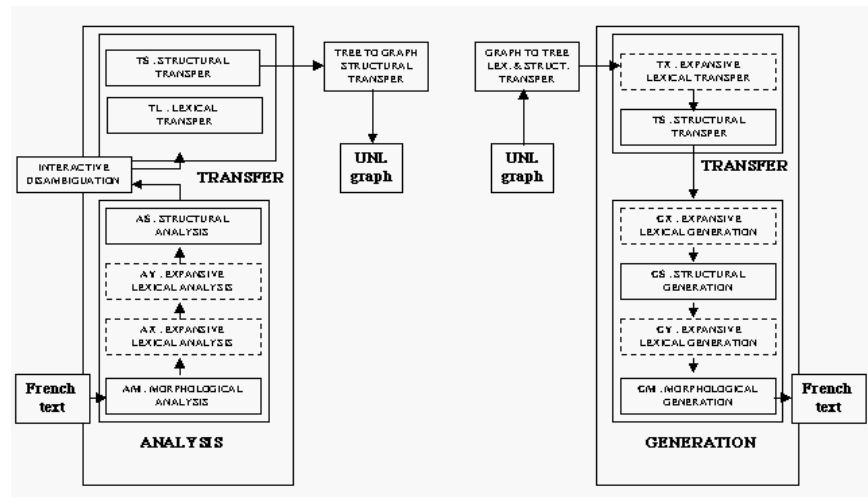 TS . STRUCTURAL
TRANSFER
TL . LEXICAL
TRANSFER
INTERACTIVE
DISAMBIGUATION
TRANSFER
AS . STRUCTURAL
ANALYSIS
AY . EXPANSIVE
LEXICAL ANALYSIS
AX . EXPANSIVE
LEXICAL ANALYSIS
AM . MORPHOLOGICAL
ANALYSIS
French
text
ANALYSIS
TREE TO GRAPH
STRUCTURAL
TRANSFER
UNL
graph
GRAPH TO TREE
LEX. & STRUCT.
TRANSFER
UNL
graph
TX . EXPANSIVE
LEXICAL TRANSFER
TS . STRUCTURAL
TRANSFER
TRANSFER
GX . EXPANSIVE
LEXICAL GENERATION
GS . STRUCTURAL
GENERATION
GY . EXPANSIVE
LEXICAL GENERATION
GM . MORPHOLOGICAL
GENERATION
French
text
GENERATION